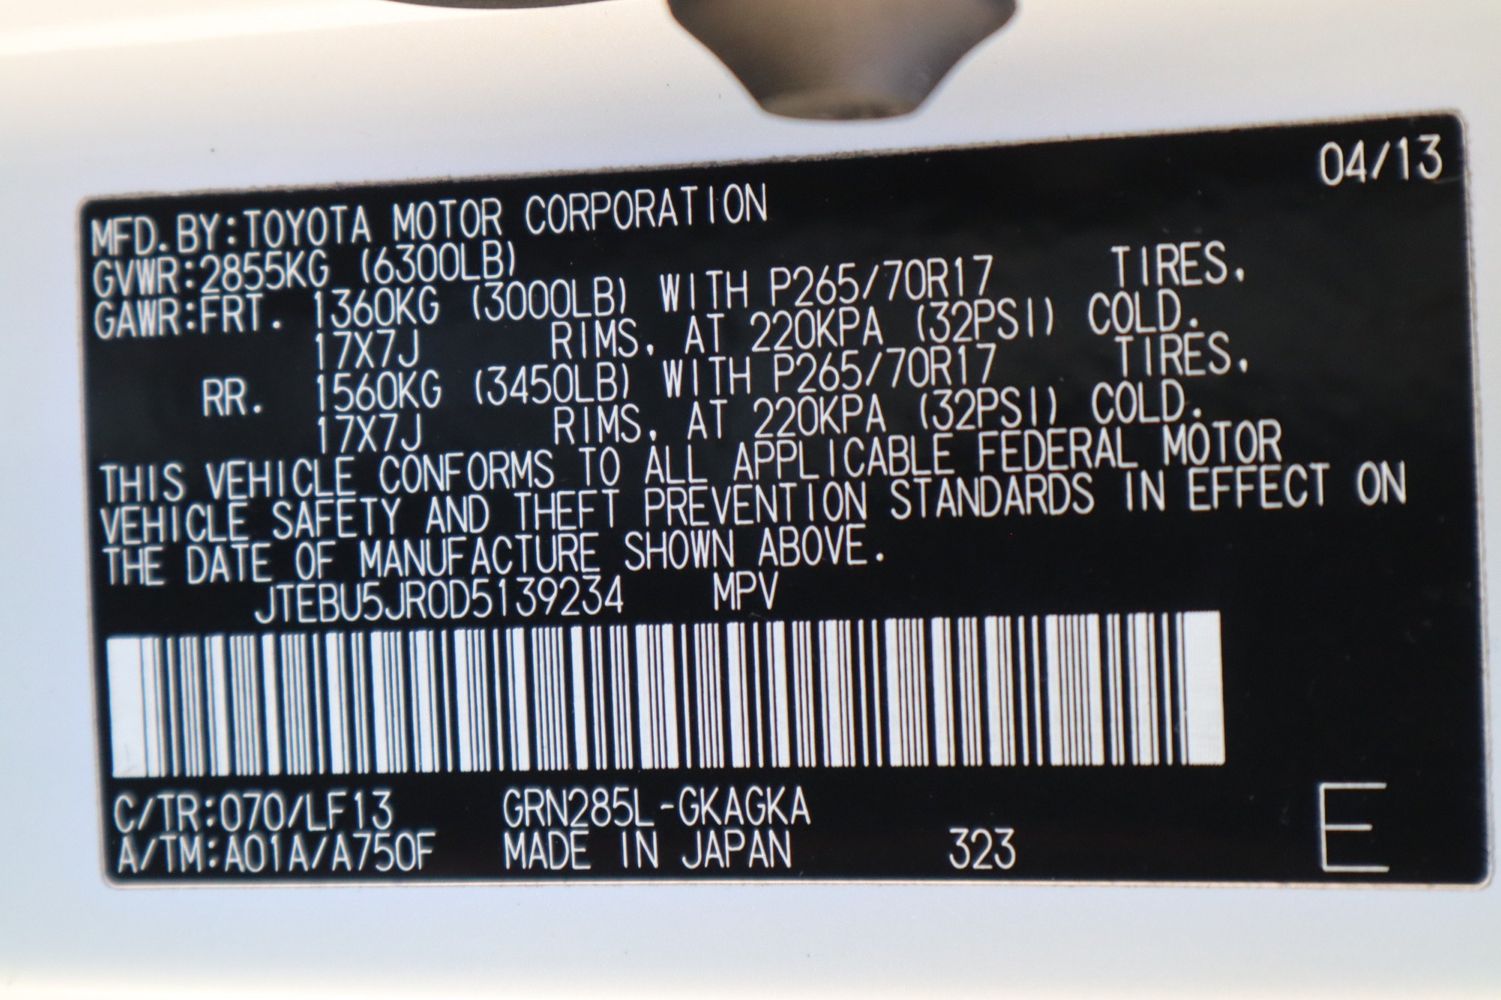 04/13
MFD.BY:TOYOTA MOTOR CORPORATION
GVWR:2855KG (6300LB)
GAWR:FRT. 1360KG (3000LB) WITH P265/70R17 TIRES,
17X7J RIMS, AT 220KPA (32PSI) COLD.
RR. 1560KG (3450LB) WITH P265/70R17 TIRES,
17X7J RIMS, AT 220KPA (32PSI) COLD.
THIS VEHICLE CONFORMS TO ALL APPLICABLE FEDERAL MOTOR
VEHICLE SAFETY AND THEFT PREVENTION STANDARDS IN EFFECT ON
THE DATE OF MANUFACTURE SHOWN ABOVE.
JTEBU5JR0D5139234 MPV
C/TR:070/LF13 GRN285L-GKAGKA
A/TM:A01A/A750F MADE IN JAPAN 323 E